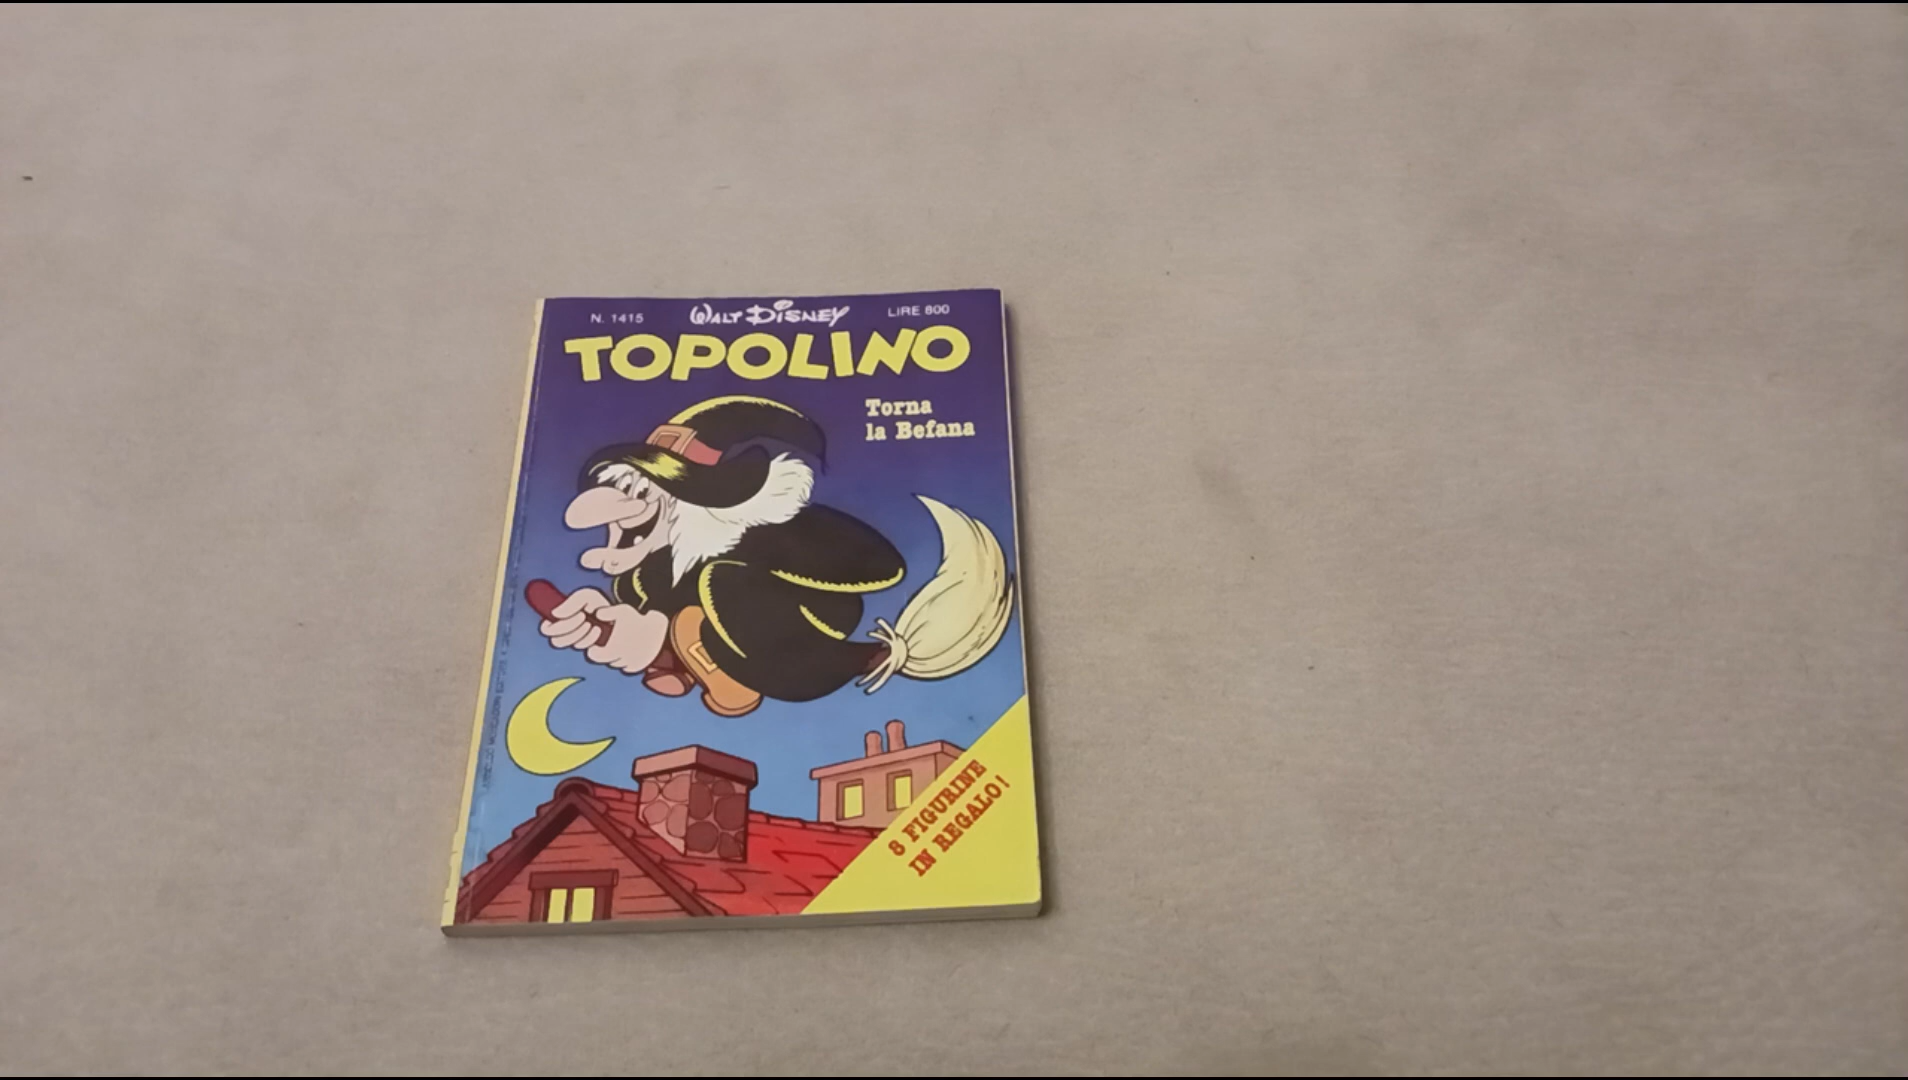 N. 1415
WALT DISNEY
LIRE 800
TOPOLINO
Torna
la Befana
8 FIGURINE
IN REGALO!